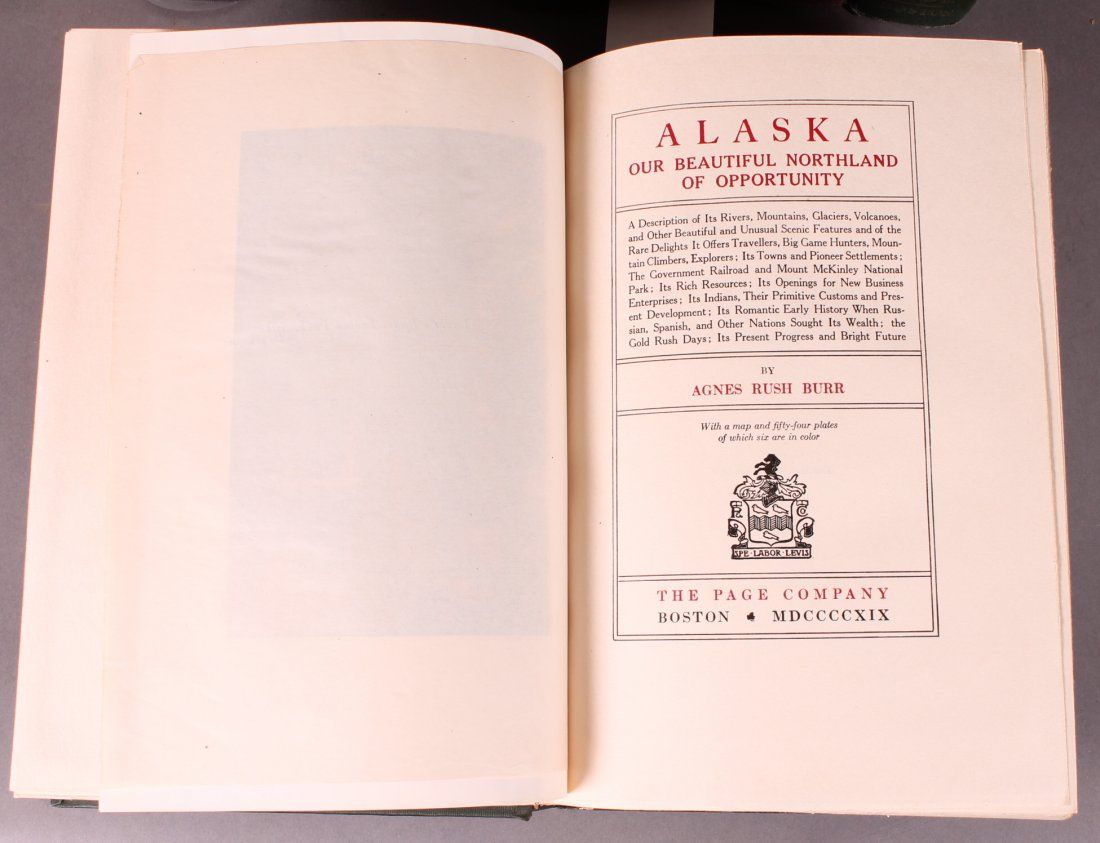 ALASKA
OUR BEAUTIFUL NORTHLAND
OF OPPORTUNITY
A Description of Its Rivers, Mountains, Glaciers, Volcanoes,
and Other Beautiful and Unusual Scenic Features and of the
Rare Delights It Offers Travellers, Big Game Hunters, Moun-
tain Climbers, Explorers; Its Towns and Pioneer Settlements;
The Government Railroad and Mount McKinley National
Park; Its Rich Resources; Its Openings for New Business
Enterprises; Its Indians, Their Primitive Customs and Pres-
ent Development; Its Romantic Early History When Rus-
sian, Spanish, and Other Nations Sought Its Wealth; the
Gold Rush Days; Its Present Progress and Bright Future
BY
AGNES RUSH BURR
With a map and fifty-four plates
of which six are in color
SPE·LABOR·LEVIS
THE PAGE COMPANY
BOSTON MDCCCCXIX